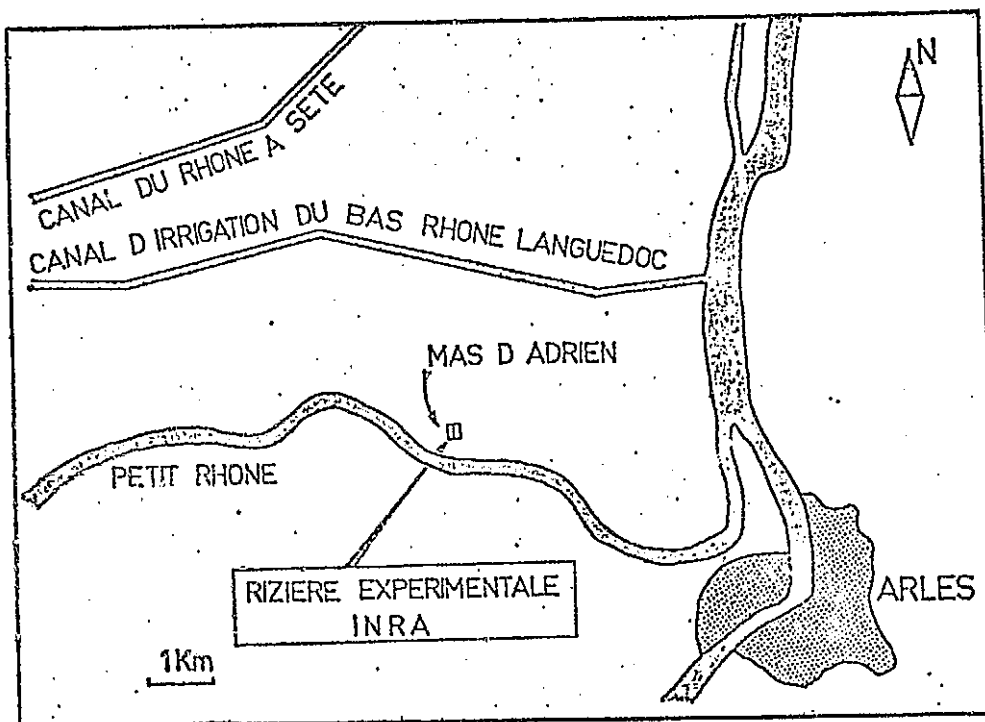 N
CANAL DU RHONE A SETE
CANAL D IRRIGATION DU BAS RHONE LANGUEDOC
MAS D ADRIEN
PETIT RHONE
RIZIERE EXPERIMENTALE
INRA
ARLES
1Km